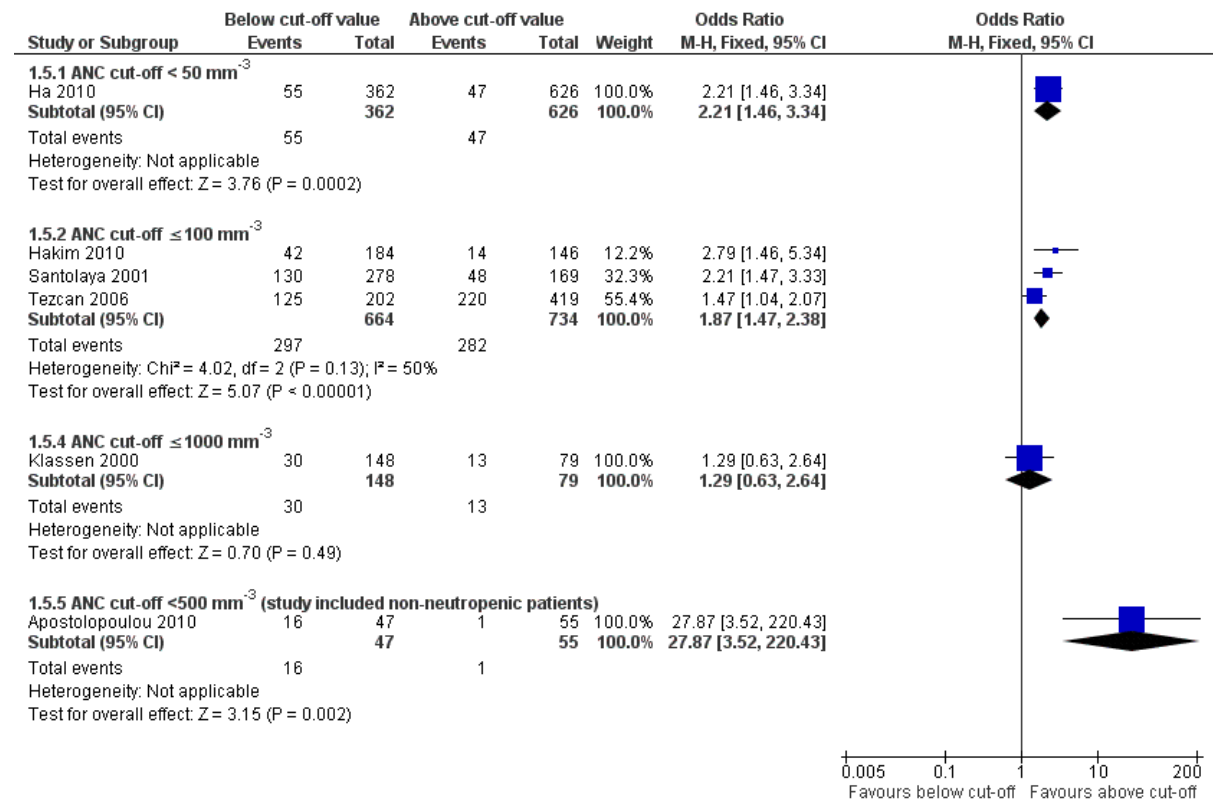 Below cut-off value Above cut-off value Odds Ratio Odds Ratio
Study or Subgroup Events Total Events Total Weight M-H, Fixed, 95% CI M-H, Fixed, 95% CI
1.5.1 ANC cut-off < 50 mm-3
Ha 2010 55 362 47 626 100.0% 2.21 [1.46, 3.34]
Subtotal (95% CI) 362 626 100.0% 2.21 [1.46, 3.34]
Total events 55 47
Heterogeneity: Not applicable
Test for overall effect: Z = 3.76 (P = 0.0002)
1.5.2 ANC cut-off ≤100 mm-3
Hakim 2010 42 184 14 146 12.2% 2.79 [1.46, 5.34]
Santolaya 2001 130 278 48 169 32.3% 2.21 [1.47, 3.33]
Tezcan 2006 125 202 220 419 55.4% 1.47 [1.04, 2.07]
Subtotal (95% CI) 664 734 100.0% 1.87 [1.47, 2.38]
Total events 297 282
Heterogeneity: Chi² = 4.02, df = 2 (P = 0.13); I² = 50%
Test for overall effect: Z = 5.07 (P < 0.00001)
1.5.4 ANC cut-off ≤1000 mm-3
Klassen 2000 30 148 13 79 100.0% 1.29 [0.63, 2.64]
Subtotal (95% CI) 148 79 100.0% 1.29 [0.63, 2.64]
Total events 30 13
Heterogeneity: Not applicable
Test for overall effect: Z = 0.70 (P = 0.49)
1.5.5 ANC cut-off <500 mm-3 (study included non-neutropenic patients)
Apostolopoulou 2010 16 47 1 55 100.0% 27.87 [3.52, 220.43]
Subtotal (95% CI) 47 55 100.0% 27.87 [3.52, 220.43]
Total events 16 1
Heterogeneity: Not applicable
Test for overall effect: Z = 3.15 (P = 0.002)
0.005 0.1 1 10 200
Favours below cut-off Favours above cut-off